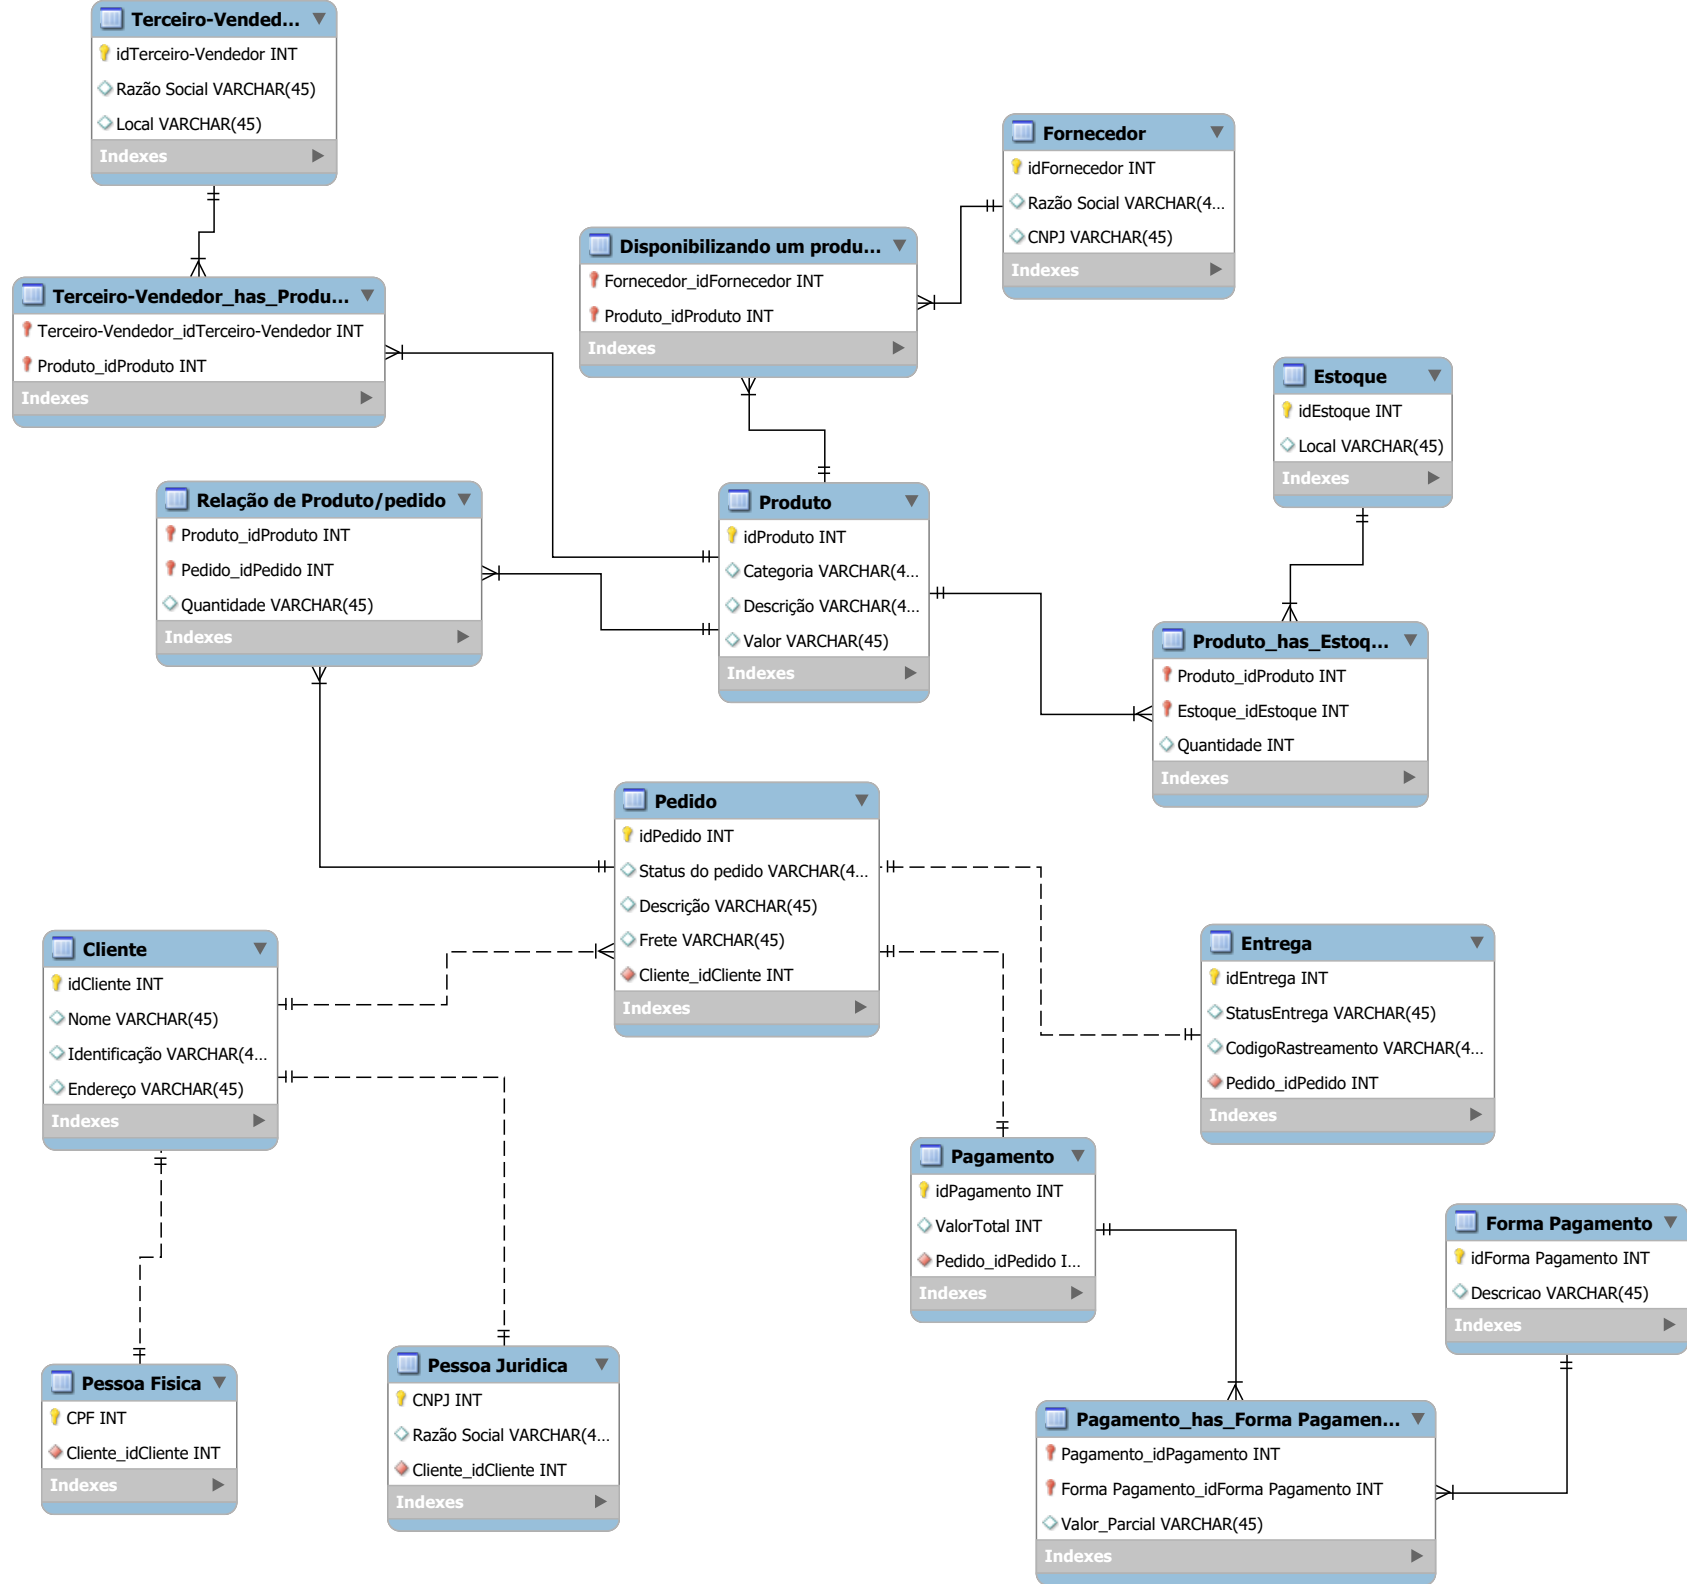 Terceiro-Vended...
idTerceiro-Vendedor INT
Razão Social VARCHAR(45)
Local VARCHAR(45)
Indexes
Fornecedor
idFornecedor INT
Razão Social VARCHAR(4...
CNPJ VARCHAR(45)
Indexes
Disponibilizando um produ...
Fornecedor_idFornecedor INT
Produto_idProduto INT
Indexes
Terceiro-Vendedor_has_Produ...
Terceiro-Vendedor_idTerceiro-Vendedor INT
Produto_idProduto INT
Indexes
Estoque
idEstoque INT
Local VARCHAR(45)
Indexes
Relação de Produto/pedido
Produto_idProduto INT
Pedido_idPedido INT
Quantidade VARCHAR(45)
Indexes
Produto
idProduto INT
Categoria VARCHAR(4...
Descrição VARCHAR(4...
Valor VARCHAR(45)
Indexes
Produto_has_Estoq...
Produto_idProduto INT
Estoque_idEstoque INT
Quantidade INT
Indexes
Pedido
idPedido INT
Status do pedido VARCHAR(4...
Descrição VARCHAR(45)
Frete VARCHAR(45)
Cliente_idCliente INT
Indexes
Cliente
idCliente INT
Nome VARCHAR(45)
Identificação VARCHAR(4...
Endereço VARCHAR(45)
Indexes
Entrega
idEntrega INT
StatusEntrega VARCHAR(45)
CodigoRastreamento VARCHAR(4...
Pedido_idPedido INT
Indexes
Pagamento
idPagamento INT
ValorTotal INT
Pedido_idPedido I...
Indexes
Forma Pagamento
idForma Pagamento INT
Descricao VARCHAR(45)
Indexes
Pessoa Fisica
CPF INT
Cliente_idCliente INT
Indexes
Pessoa Juridica
CNPJ INT
Razão Social VARCHAR(4...
Cliente_idCliente INT
Indexes
Pagamento_has_Forma Pagamen...
Pagamento_idPagamento INT
Forma Pagamento_idForma Pagamento INT
Valor_Parcial VARCHAR(45)
Indexes